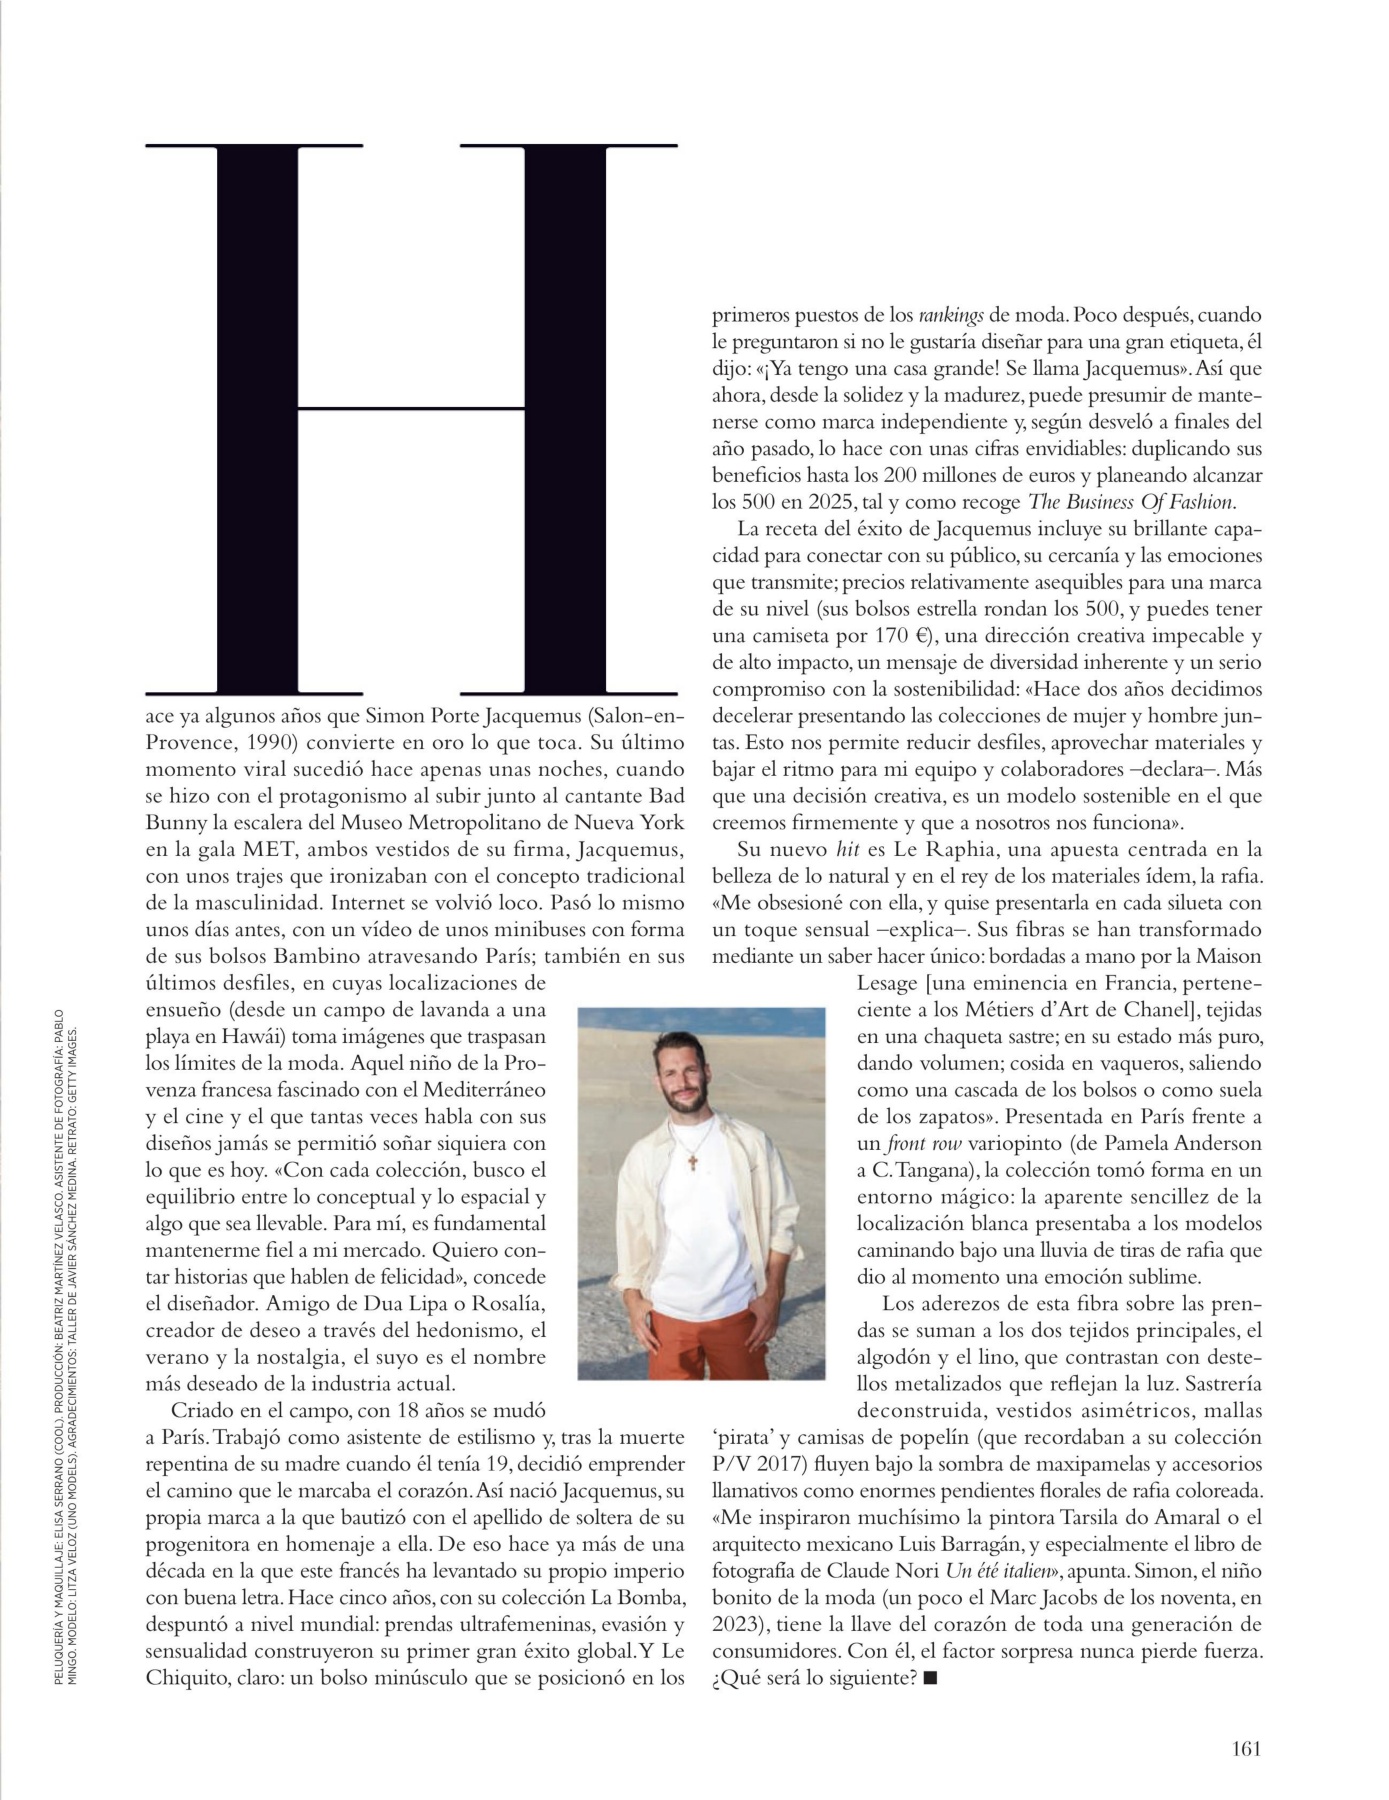 H
ace ya algunos años que Simon Porte Jacquemus (Salon-en-
Provence, 1990) convierte en oro lo que toca. Su último
momento viral sucedió hace apenas unas noches, cuando
se hizo con el protagonismo al subir junto al cantante Bad
Bunny la escalera del Museo Metropolitano de Nueva York
en la gala MET, ambos vestidos de su firma, Jacquemus,
con unos trajes que ironizaban con el concepto tradicional
de la masculinidad. Internet se volvió loco. Pasó lo mismo
unos días antes, con un vídeo de unos minibuses con forma
de sus bolsos Bambino atravesando París; también en sus
últimos desfiles, en cuyas localizaciones de
ensueño (desde un campo de lavanda a una
playa en Hawái) toma imágenes que traspasan
los límites de la moda. Aquel niño de la Pro-
venza francesa fascinado con el Mediterráneo
y el cine y el que tantas veces habla con sus
diseños jamás se permitió soñar siquiera con
lo que es hoy. «Con cada colección, busco el
equilibrio entre lo conceptual y lo espacial y
algo que sea llevable. Para mí, es fundamental
mantenerme fiel a mi mercado. Quiero con-
tar historias que hablen de felicidad», concede
el diseñador. Amigo de Dua Lipa o Rosalía,
creador de deseo a través del hedonismo, el
verano y la nostalgia, el suyo es el nombre
más deseado de la industria actual.
Criado en el campo, con 18 años se mudó
a París. Trabajó como asistente de estilismo y, tras la muerte
repentina de su madre cuando él tenía 19, decidió emprender
el camino que le marcaba el corazón. Así nació Jacquemus, su
propia marca a la que bautizó con el apellido de soltera de su
progenitora en homenaje a ella. De eso hace ya más de una
década en la que este francés ha levantado su propio imperio
con buena letra. Hace cinco años, con su colección La Bomba,
despuntó a nivel mundial: prendas ultrafemeninas, evasión y
sensualidad construyeron su primer gran éxito global. Y Le
Chiquito, claro: un bolso minúsculo que se posicionó en los
primeros puestos de los rankings de moda. Poco después, cuando
le preguntaron si no le gustaría diseñar para una gran etiqueta, él
dijo: «¡Ya tengo una casa grande! Se llama Jacquemus». Así que
ahora, desde la solidez y la madurez, puede presumir de mante-
nerse como marca independiente y, según desveló a finales del
año pasado, lo hace con unas cifras envidiables: duplicando sus
beneficios hasta los 200 millones de euros y planeando alcanzar
los 500 en 2025, tal y como recoge The Business Of Fashion.
La receta del éxito de Jacquemus incluye su brillante capa-
cidad para conectar con su público, su cercanía y las emociones
que transmite; precios relativamente asequibles para una marca
de su nivel (sus bolsos estrella rondan los 500, y puedes tener
una camiseta por 170 €), una dirección creativa impecable y
de alto impacto, un mensaje de diversidad inherente y un serio
compromiso con la sostenibilidad: «Hace dos años decidimos
decelerar presentando las colecciones de mujer y hombre jun-
tas. Esto nos permite reducir desfiles, aprovechar materiales y
bajar el ritmo para mi equipo y colaboradores –declara–. Más
que una decisión creativa, es un modelo sostenible en el que
creemos firmemente y que a nosotros nos funciona».
Su nuevo hit es Le Raphia, una apuesta centrada en la
belleza de lo natural y en el rey de los materiales ídem, la rafia.
«Me obsesioné con ella, y quise presentarla en cada silueta con
un toque sensual –explica–. Sus fibras se han transformado
mediante un saber hacer único: bordadas a mano por la Maison
Lesage [una eminencia en Francia, pertene-
ciente a los Métiers d’Art de Chanel], tejidas
en una chaqueta sastre; en su estado más puro,
dando volumen; cosida en vaqueros, saliendo
como una cascada de los bolsos o como suela
de los zapatos». Presentada en París frente a
un front row variopinto (de Pamela Anderson
a C. Tangana), la colección tomó forma en un
entorno mágico: la aparente sencillez de la
localización blanca presentaba a los modelos
caminando bajo una lluvia de tiras de rafia que
dio al momento una emoción sublime.
Los aderezos de esta fibra sobre las pren-
das se suman a los dos tejidos principales, el
algodón y el lino, que contrastan con deste-
llos metalizados que reflejan la luz. Sastrería
deconstruida, vestidos asimétricos, mallas
‘pirata’ y camisas de popelín (que recordaban a su colección
P/V 2017) fluyen bajo la sombra de maxipamelas y accesorios
llamativos como enormes pendientes florales de rafia coloreada.
«Me inspiraron muchísimo la pintora Tarsila do Amaral o el
arquitecto mexicano Luis Barragán, y especialmente el libro de
fotografía de Claude Nori Un été italien», apunta. Simon, el niño
bonito de la moda (un poco el Marc Jacobs de los noventa, en
2023), tiene la llave del corazón de toda una generación de
consumidores. Con él, el factor sorpresa nunca pierde fuerza.
¿Qué será lo siguiente? ■
PELUQUERÍA Y MAQUILLAJE: ELISA SERRANO (COOL). PRODUCCIÓN: BEATRIZ MARTÍNEZ VELASCO. ASISTENTE DE FOTOGRAFÍA: PABLO
MINGO. MODELO: LITZA VELOZ (UNO MODELS). AGRADECIMIENTOS: TALLER DE JAVIER SÁNCHEZ MEDINA. RETRATO: GETTY IMAGES.
161